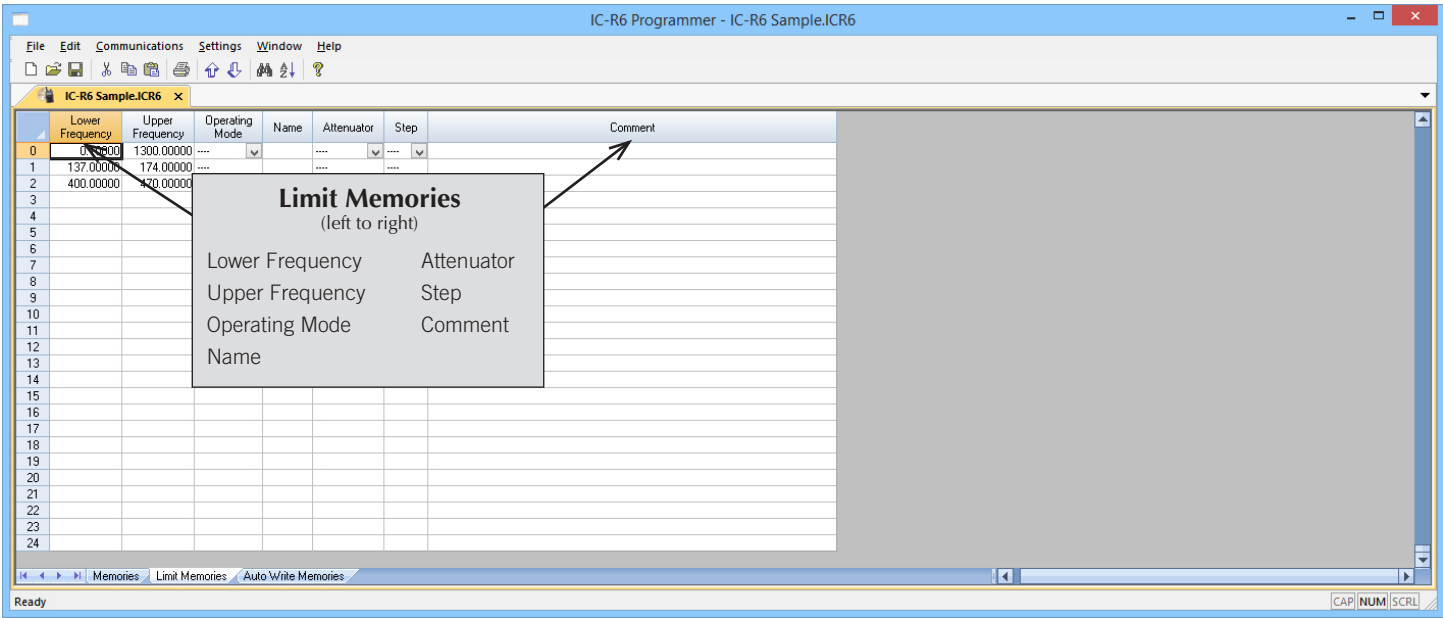 IC-R6 Programmer - IC-R6 Sample.ICR6
File Edit Communications Settings Window Help
IC-R6 Sample.ICR6
Lower Frequency Upper Frequency Operating Mode Name Attenuator Step Comment
0 1300.00000 ---- ---- ----
1 137.00000 174.00000 ---- ---- ----
2 400.00000 470.00000
3
4
5
6
7
8
9
10
11
12
13
14
15
16
17
18
19
20
21
22
23
24
Limit Memories
(left to right)
Lower Frequency Attenuator
Upper Frequency Step
Operating Mode Comment
Name
Memories Limit Memories Auto Write Memories
Ready CAP NUM SCRL